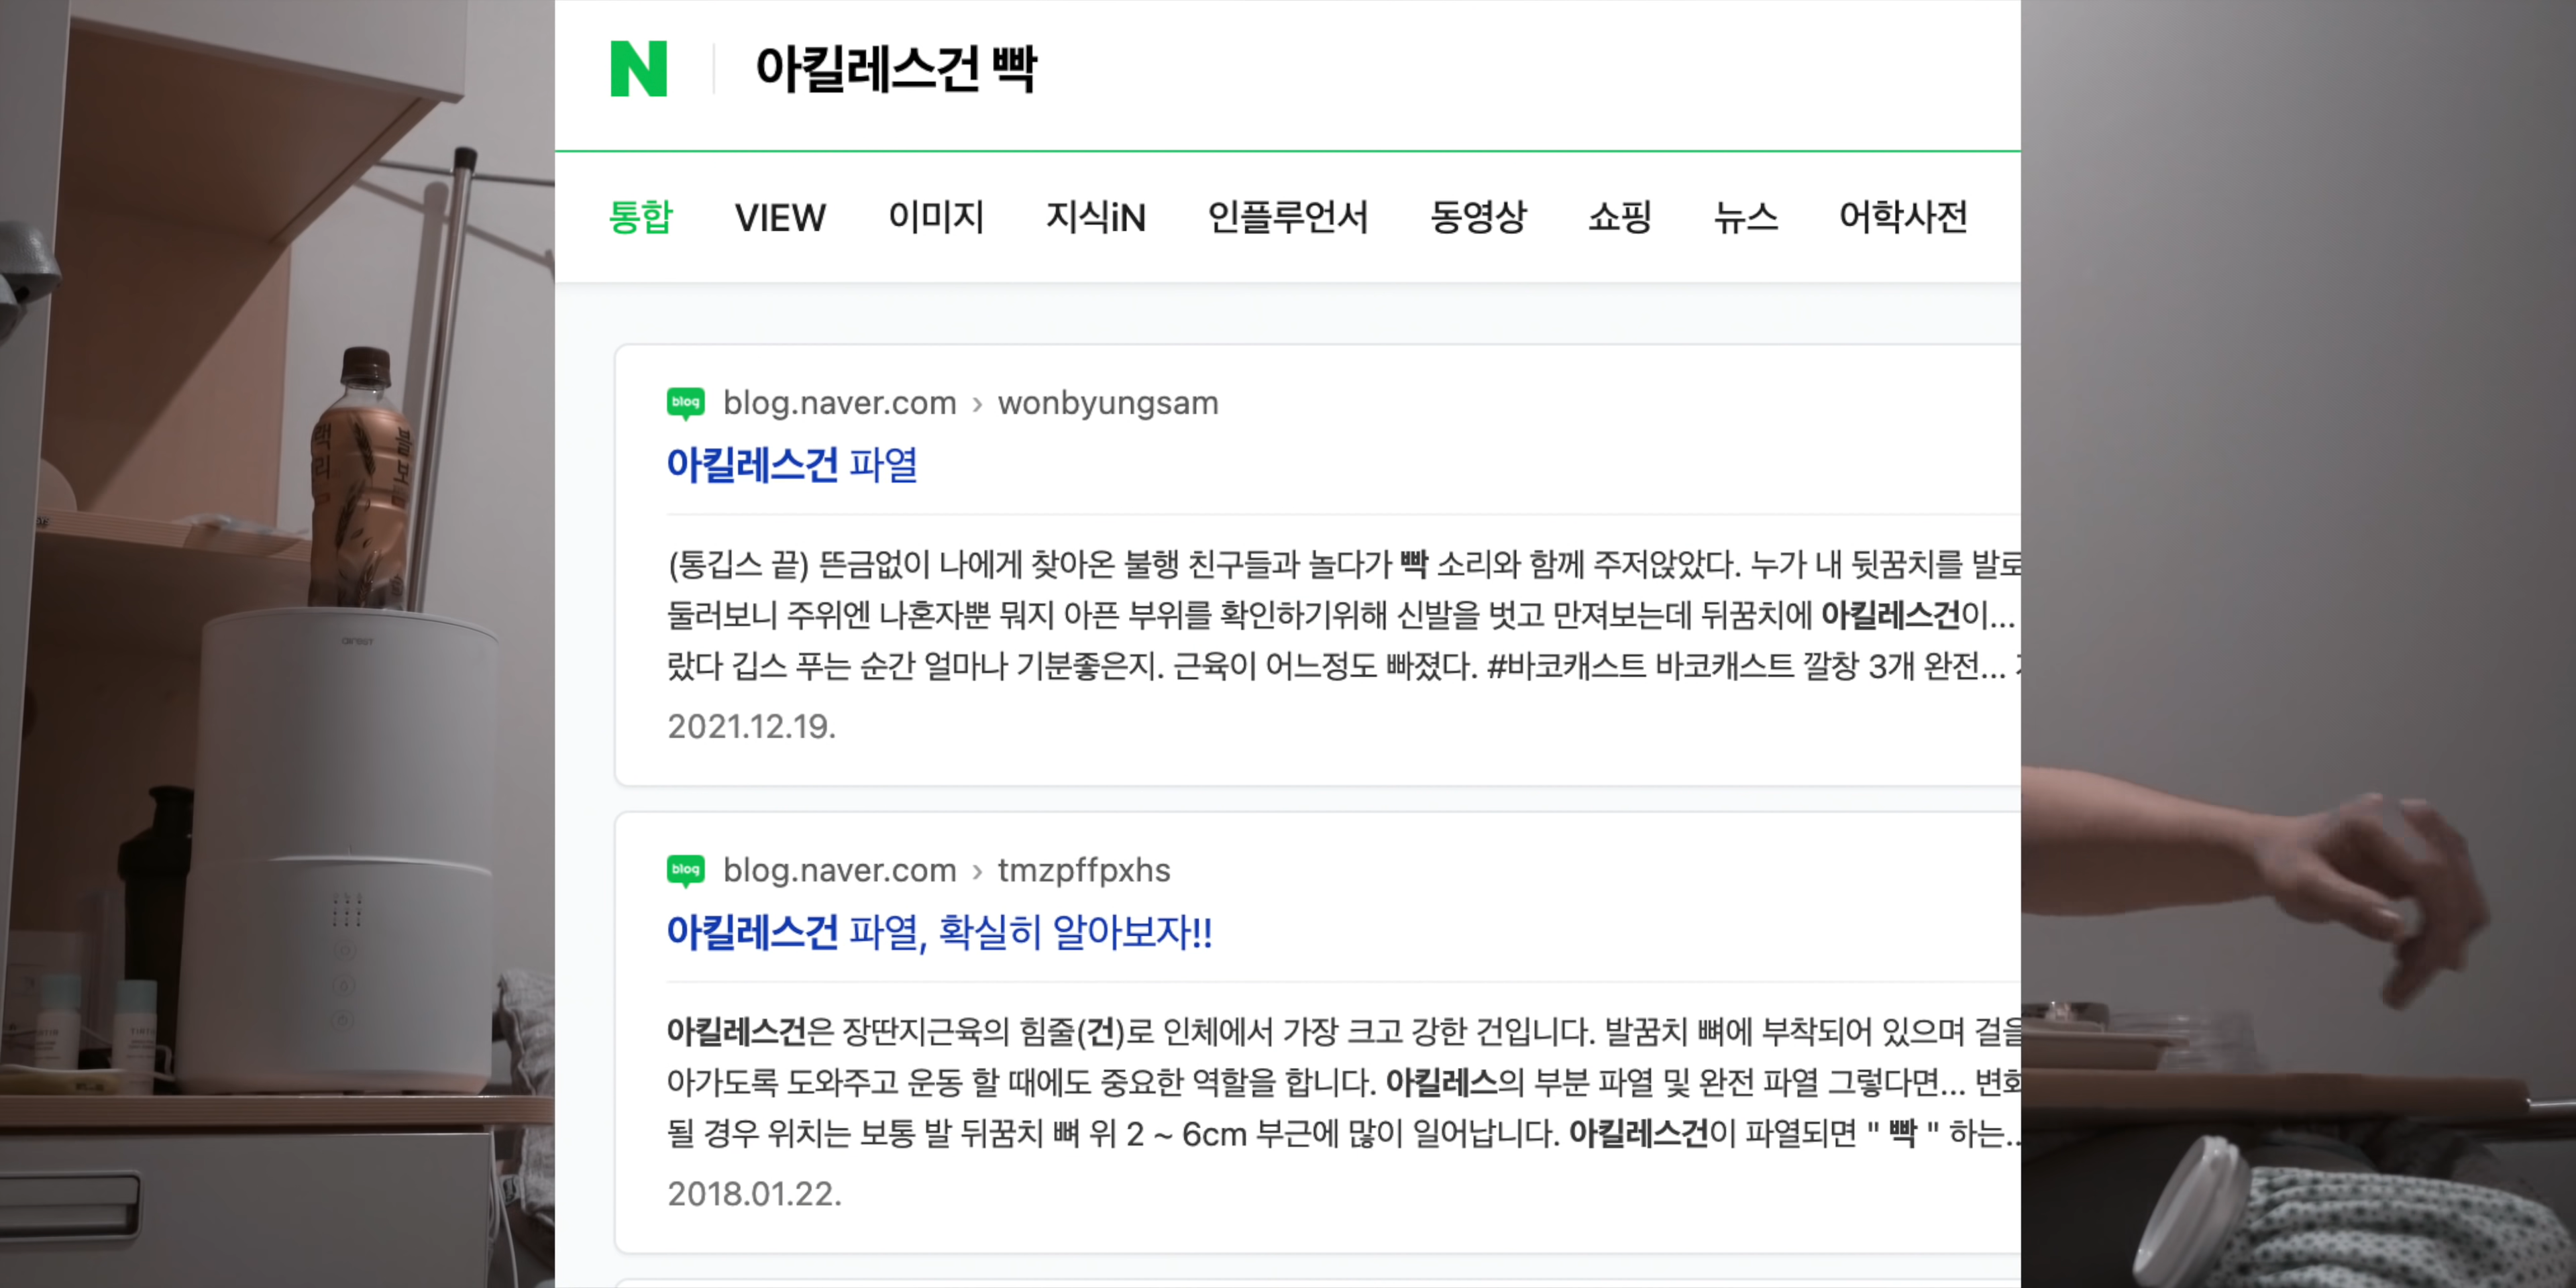 N 아킬레스건 빡
통합 VIEW 이미지 지식iN 인플루언서 동영상 쇼핑 뉴스 어학사전
blog blog.naver.com › wonbyungsam
아킬레스건 파열
(통깁스 끝) 뜬금없이 나에게 찾아온 불행 친구들과 놀다가 빡 소리와 함께 주저앉았다. 누가 내 뒷꿈치를 발로
둘러보니 주위엔 나혼자뿐 뭐지 아픈 부위를 확인하기위해 신발을 벗고 만져보는데 뒤꿈치에 아킬레스건이...
랐다 깁스 푸는 순간 얼마나 기분좋은지. 근육이 어느정도 빠졌다. #바코캐스트 바코캐스트 깔창 3개 완전...
2021.12.19.
blog blog.naver.com › tmzpffpxhs
아킬레스건 파열, 확실히 알아보자!!
아킬레스건은 장딴지근육의 힘줄(건)로 인체에서 가장 크고 강한 건입니다. 발꿈치 뼈에 부착되어 있으며 걸을
아가도록 도와주고 운동 할 때에도 중요한 역할을 합니다. 아킬레스의 부분 파열 및 완전 파열 그렇다면... 변화
될 경우 위치는 보통 발 뒤꿈치 뼈 위 2 ~ 6cm 부근에 많이 일어납니다. 아킬레스건이 파열되면 " 빡 " 하는..
2018.01.22.